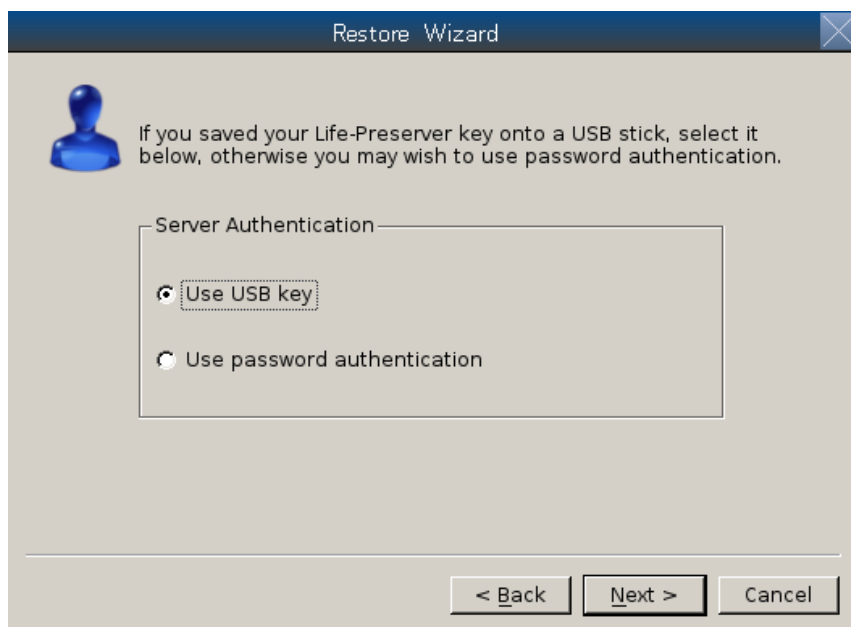 Restore Wizard
If you saved your Life-Preserver key onto a USB stick, select it
below, otherwise you may wish to use password authentication.
Server Authentication
Use USB key
Use password authentication
< Back Next > Cancel